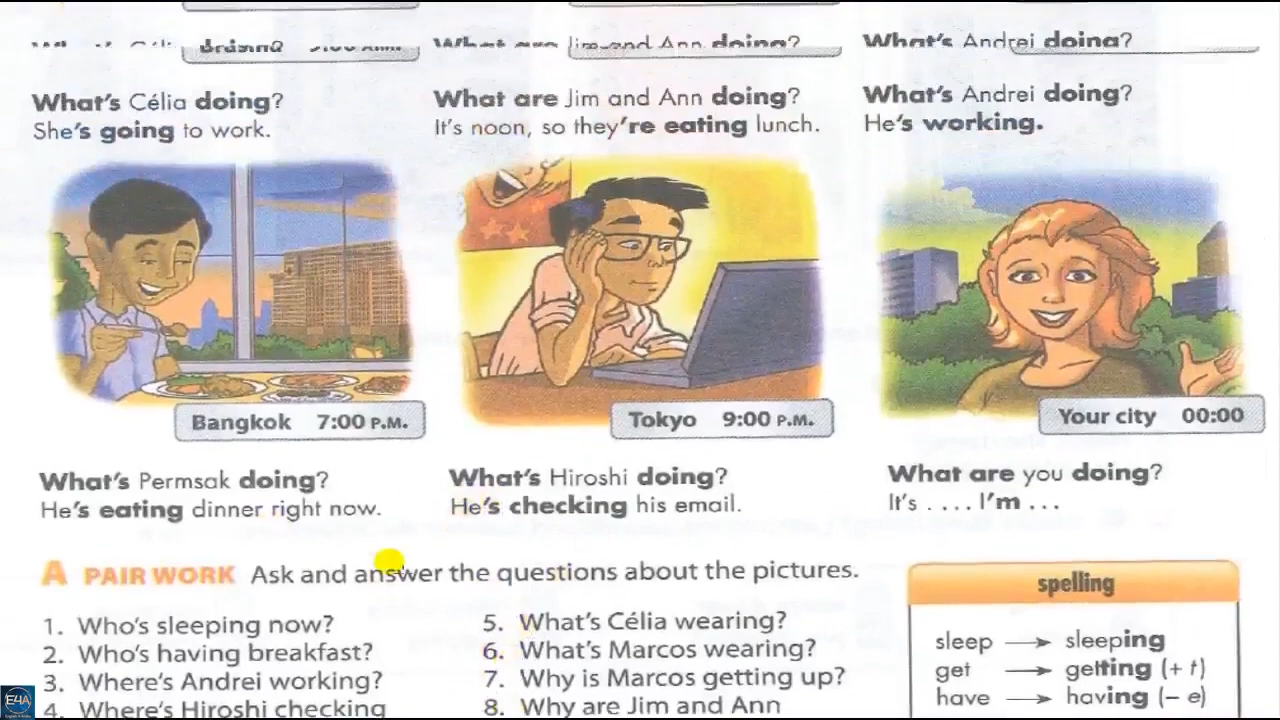 What are Jim and Ann doing?
What's Andrei doing?
What's Célia doing?
She's going to work.
What are Jim and Ann doing?
It's noon, so they're eating lunch.
What's Andrei doing?
He's working.
Bangkok 7:00 P.M.
Tokyo 9:00 P.M.
Your city 00:00
What's Permsak doing?
He's eating dinner right now.
What's Hiroshi doing?
He's checking his email.
What are you doing?
It's .... I'm ...
A PAIR WORK Ask and answer the questions about the pictures.
1. Who's sleeping now?
2. Who's having breakfast?
3. Where's Andrei working?
4. Where's Hiroshi checking
5. What's Célia wearing?
6. What's Marcos wearing?
7. Why is Marcos getting up?
8. Why are Jim and Ann
spelling
sleep → sleeping
get → getting (+ t)
have → having (– e)
E4A